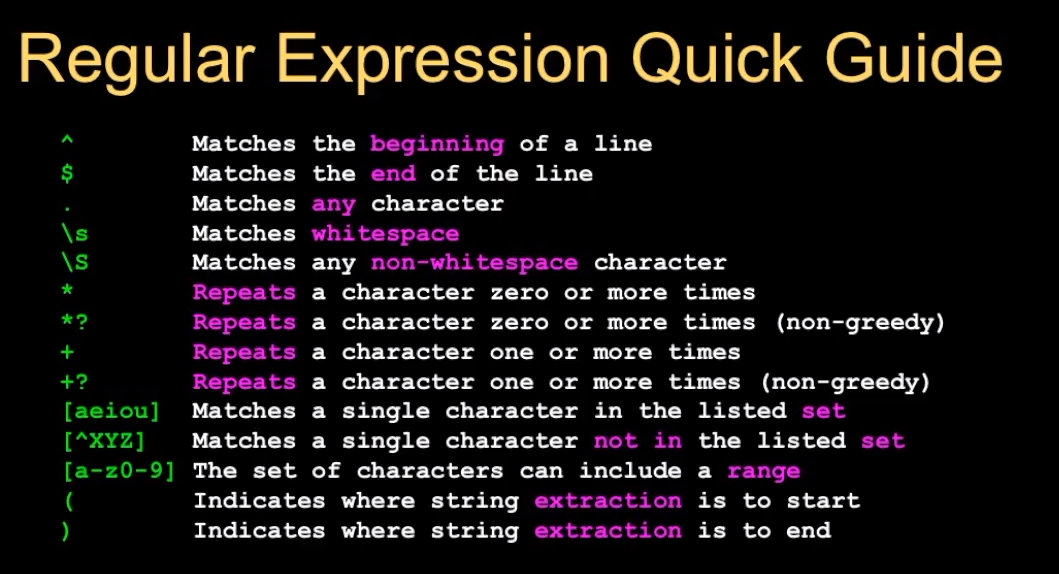 Regular Expression Quick Guide
^ Matches the beginning of a line
$ Matches the end of the line
. Matches any character
\s Matches whitespace
\S Matches any non-whitespace character
* Repeats a character zero or more times
*? Repeats a character zero or more times (non-greedy)
+ Repeats a character one or more times
+? Repeats a character one or more times (non-greedy)
[aeiou] Matches a single character in the listed set
[^XYZ] Matches a single character not in the listed set
[a-z0-9] The set of characters can include a range
( Indicates where string extraction is to start
) Indicates where string extraction is to end